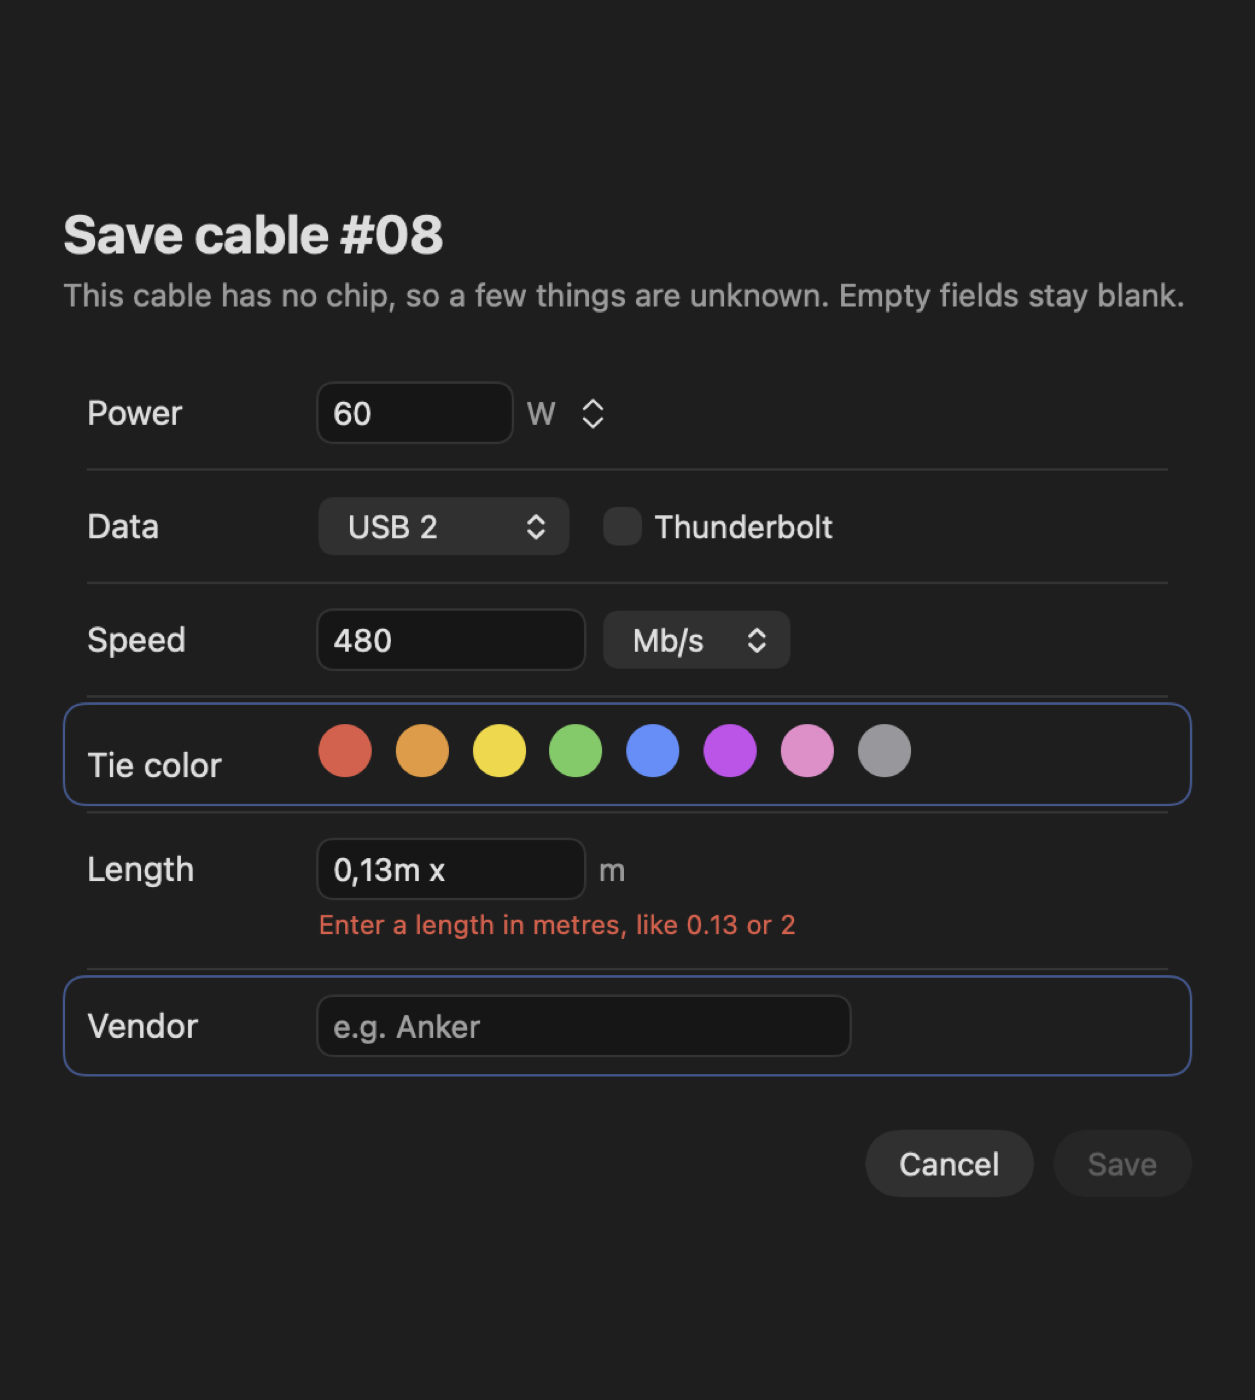 Save cable #08
This cable has no chip, so a few things are unknown. Empty fields stay blank.
Power 60 W
Data USB 2 Thunderbolt
Speed 480 Mb/s
Tie color
Length 0,13m x m
Enter a length in metres, like 0.13 or 2
Vendor e.g. Anker
Cancel Save